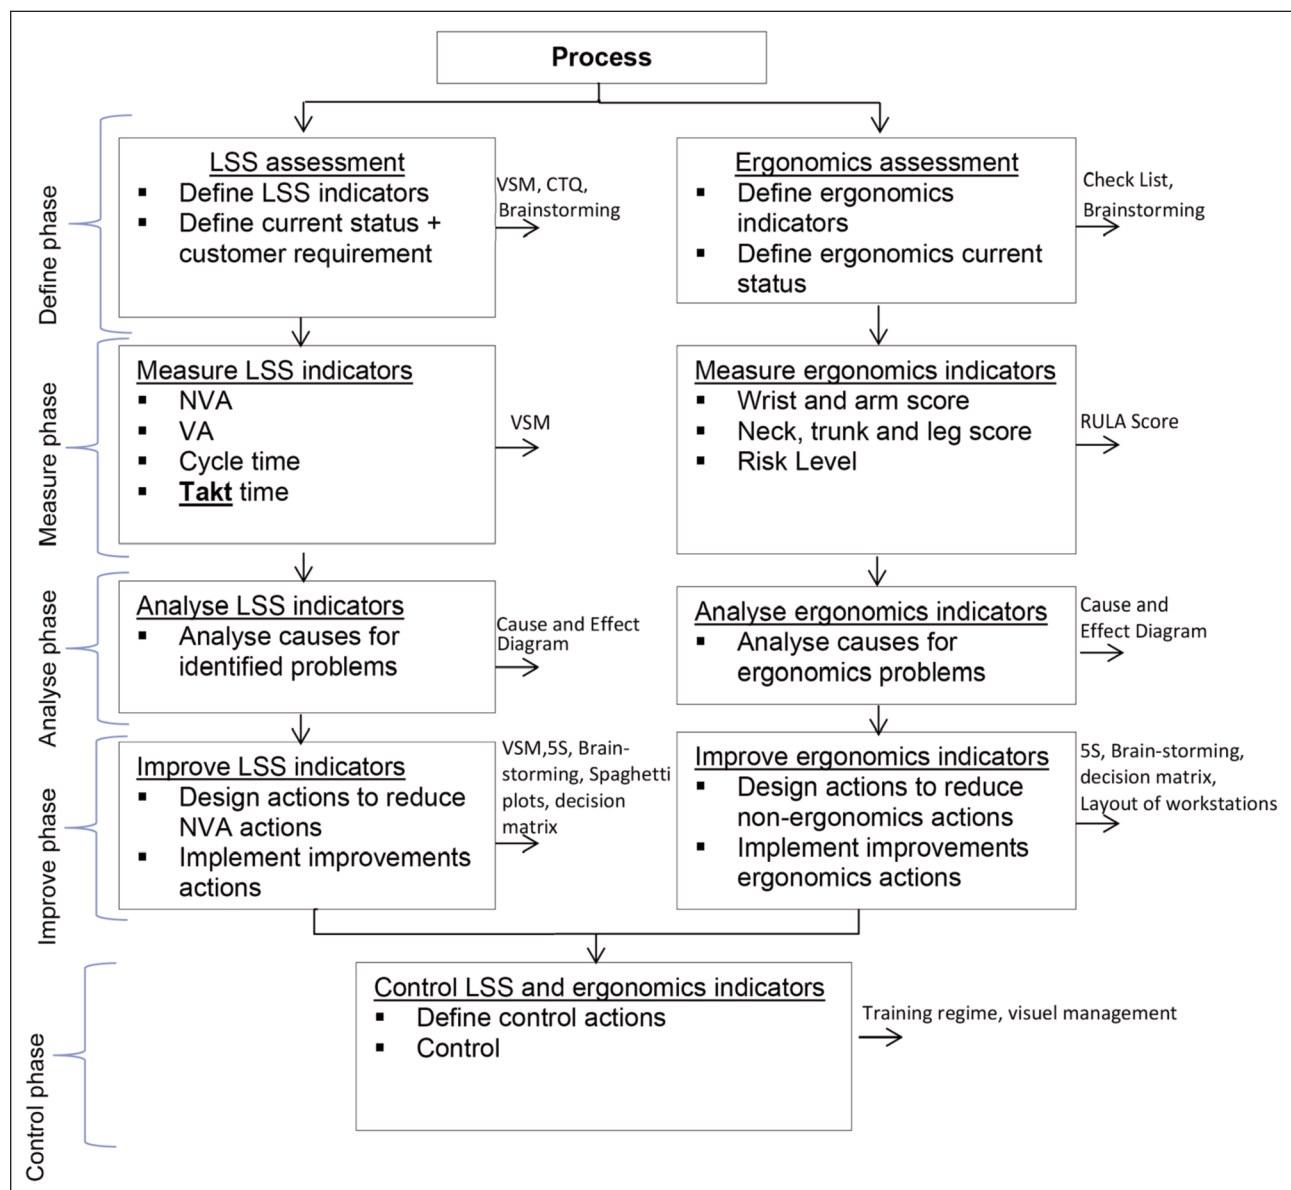 Process
Define phase
LSS assessment
▪ Define LSS indicators
▪ Define current status +
customer requirement
VSM, CTQ,
Brainstorming
Ergonomics assessment
▪ Define ergonomics
indicators
▪ Define ergonomics current
status
Check List,
Brainstorming
Measure phase
Measure LSS indicators
▪ NVA
▪ VA
▪ Cycle time
▪ Takt time
VSM
Measure ergonomics indicators
▪ Wrist and arm score
▪ Neck, trunk and leg score
▪ Risk Level
RULA Score
Analyse phase
Analyse LSS indicators
▪ Analyse causes for
identified problems
Cause and Effect
Diagram
Analyse ergonomics indicators
▪ Analyse causes for
ergonomics problems
Cause and
Effect Diagram
Improve phase
Improve LSS indicators
▪ Design actions to reduce
NVA actions
▪ Implement improvements
actions
VSM,5S, Brain-
storming, Spaghetti
plots, decision
matrix
Improve ergonomics indicators
▪ Design actions to reduce
non-ergonomics actions
▪ Implement improvements
ergonomics actions
5S, Brain-storming,
decision matrix,
Layout of workstations
Control phase
Control LSS and ergonomics indicators
▪ Define control actions
▪ Control
Training regime, visuel management